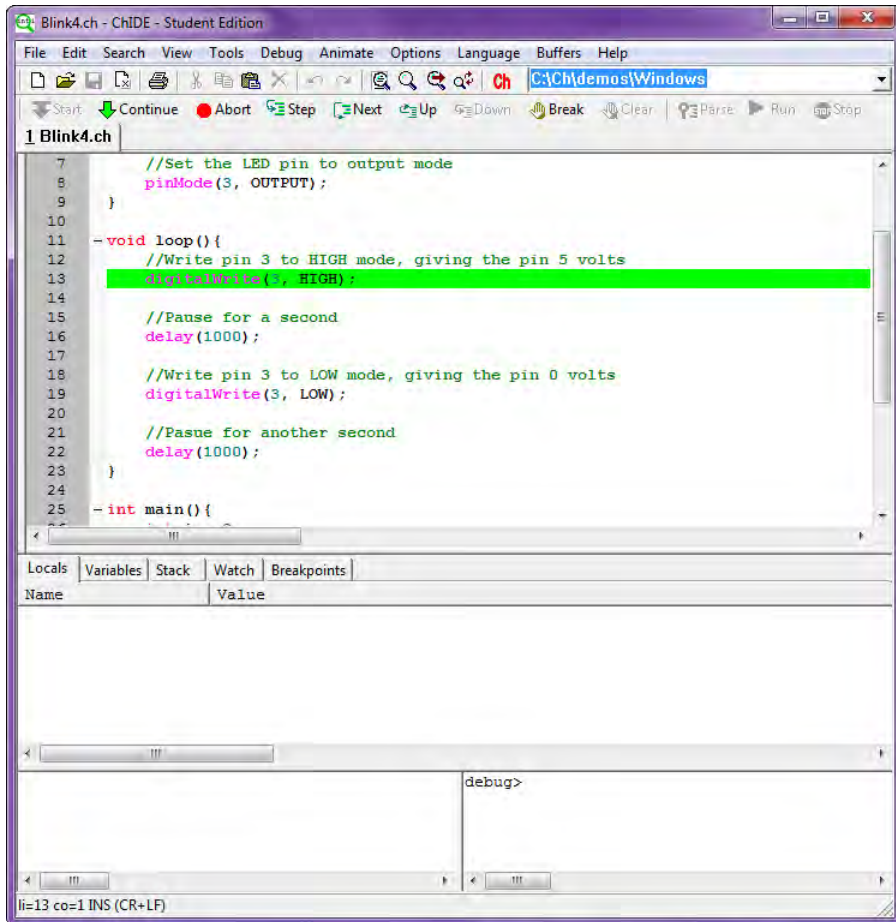 Blink4.ch - ChIDE - Student Edition
File Edit Search View Tools Debug Animate Options Language Buffers Help
Ch C:\Ch\demos\Windows
Start Continue Abort Step Next Up Down Break Clear Parse Run Stop
1 Blink4.ch
7 //Set the LED pin to output mode
8 pinMode(3, OUTPUT);
9 }
10
11 void loop(){
12 //Write pin 3 to HIGH mode, giving the pin 5 volts
13 digitalWrite(3, HIGH);
14
15 //Pause for a second
16 delay(1000);
17
18 //Write pin 3 to LOW mode, giving the pin 0 volts
19 digitalWrite(3, LOW);
20
21 //Pasue for another second
22 delay(1000);
23 }
24
25 int main(){
Locals Variables Stack Watch Breakpoints
Name Value
debug>
li=13 co=1 INS (CR+LF)